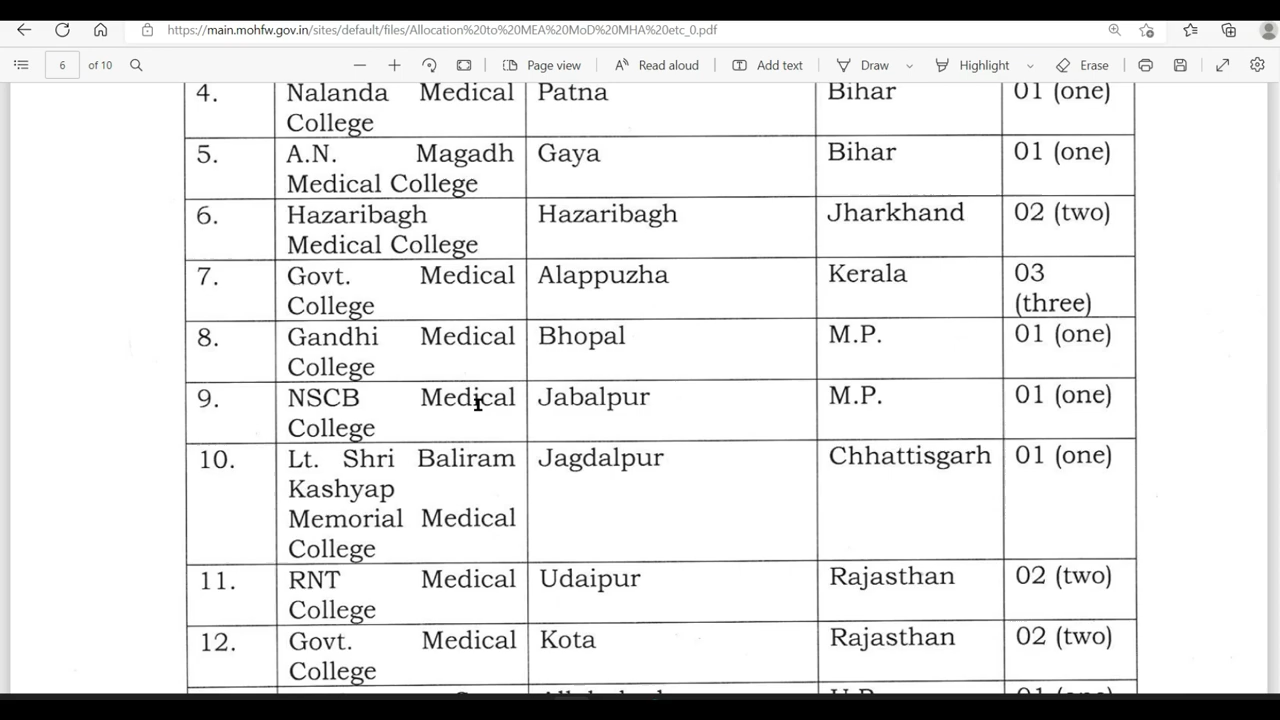 https://main.mohfw.gov.in/sites/default/files/Allocation%20to%20MEA%20MoD%20MHA%20etc_0.pdf
6 of 10 Page view Read aloud Add text Draw Highlight Erase
4. Nalanda Medical Patna Bihar 01 (one)
College
5. A.N. Magadh Gaya Bihar 01 (one)
Medical College
6. Hazaribagh Hazaribagh Jharkhand 02 (two)
Medical College
7. Govt. Medical Alappuzha Kerala 03
College (three)
8. Gandhi Medical Bhopal M.P. 01 (one)
College
9. NSCB Medical Jabalpur M.P. 01 (one)
College
10. Lt. Shri Baliram Jagdalpur Chhattisgarh 01 (one)
Kashyap
Memorial Medical
College
11. RNT Medical Udaipur Rajasthan 02 (two)
College
12. Govt. Medical Kota Rajasthan 02 (two)
College